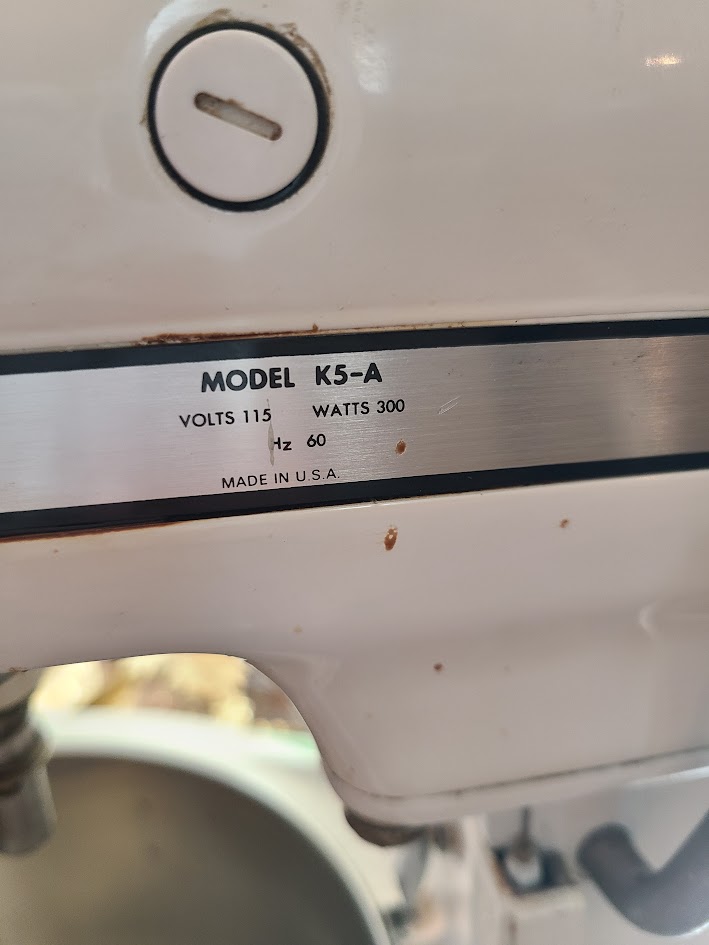 MODEL K5-A
VOLTS 115 WATTS 300
Hz 60
MADE IN U.S.A.